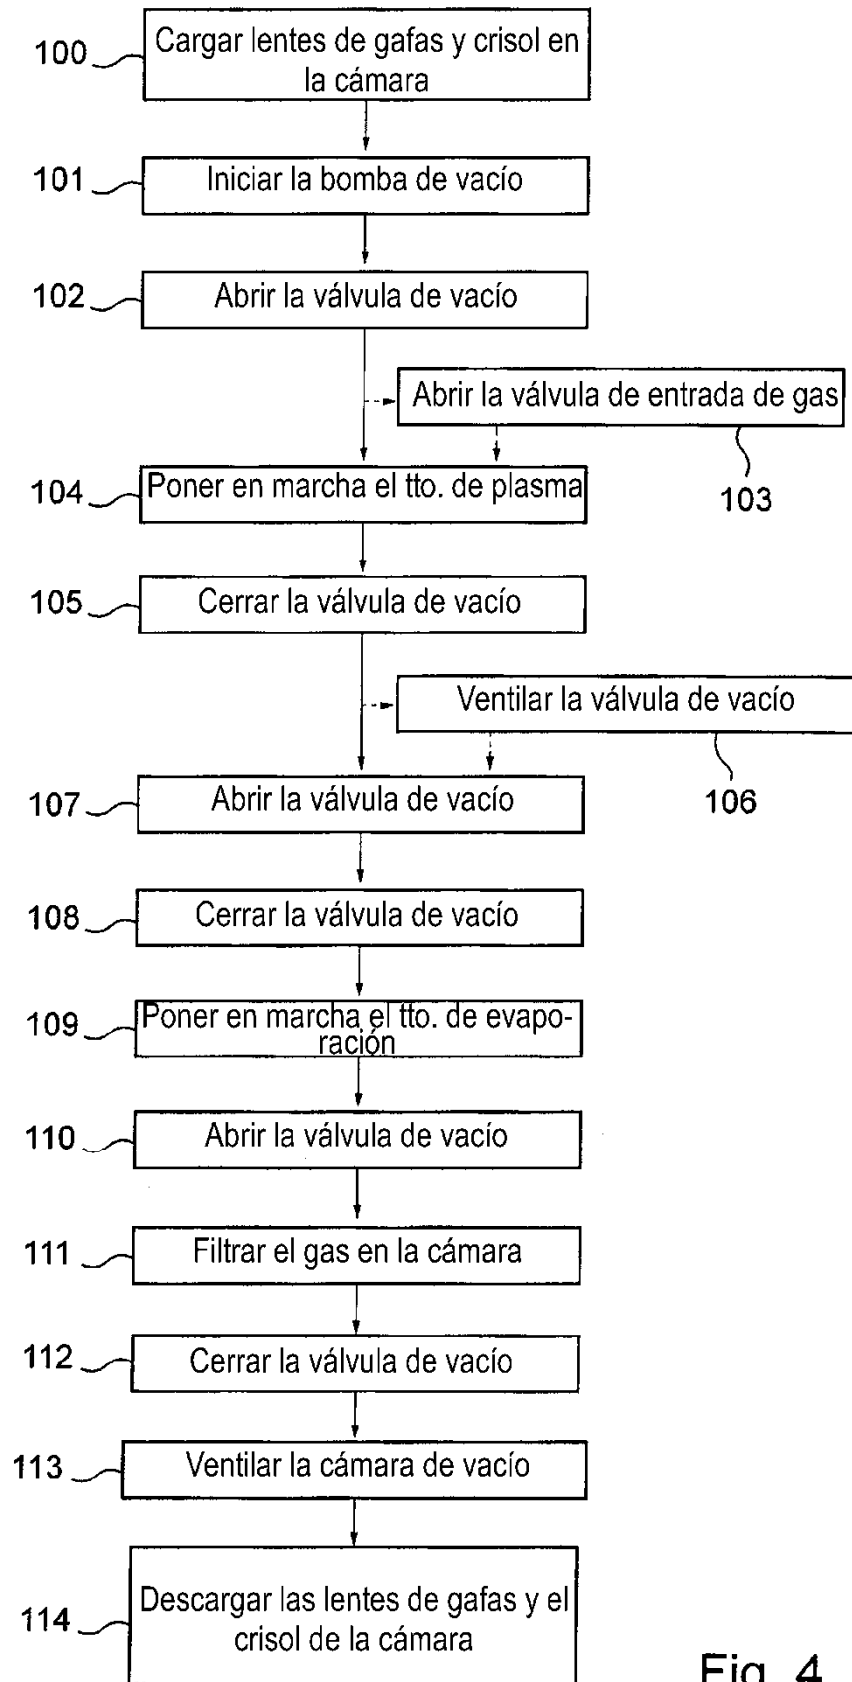 100
Cargar lentes de gafas y crisol en
la cámara
101
Iniciar la bomba de vacío
102
Abrir la válvula de vacío
Abrir la válvula de entrada de gas
103
104
Poner en marcha el tto. de plasma
105
Cerrar la válvula de vacío
Ventilar la válvula de vacío
106
107
Abrir la válvula de vacío
108
Cerrar la válvula de vacío
109
Poner en marcha el tto. de evapo-
ración
110
Abrir la válvula de vacío
111
Filtrar el gas en la cámara
112
Cerrar la válvula de vacío
113
Ventilar la cámara de vacío
114
Descargar las lentes de gafas y el
crisol de la cámara
Fig. 4